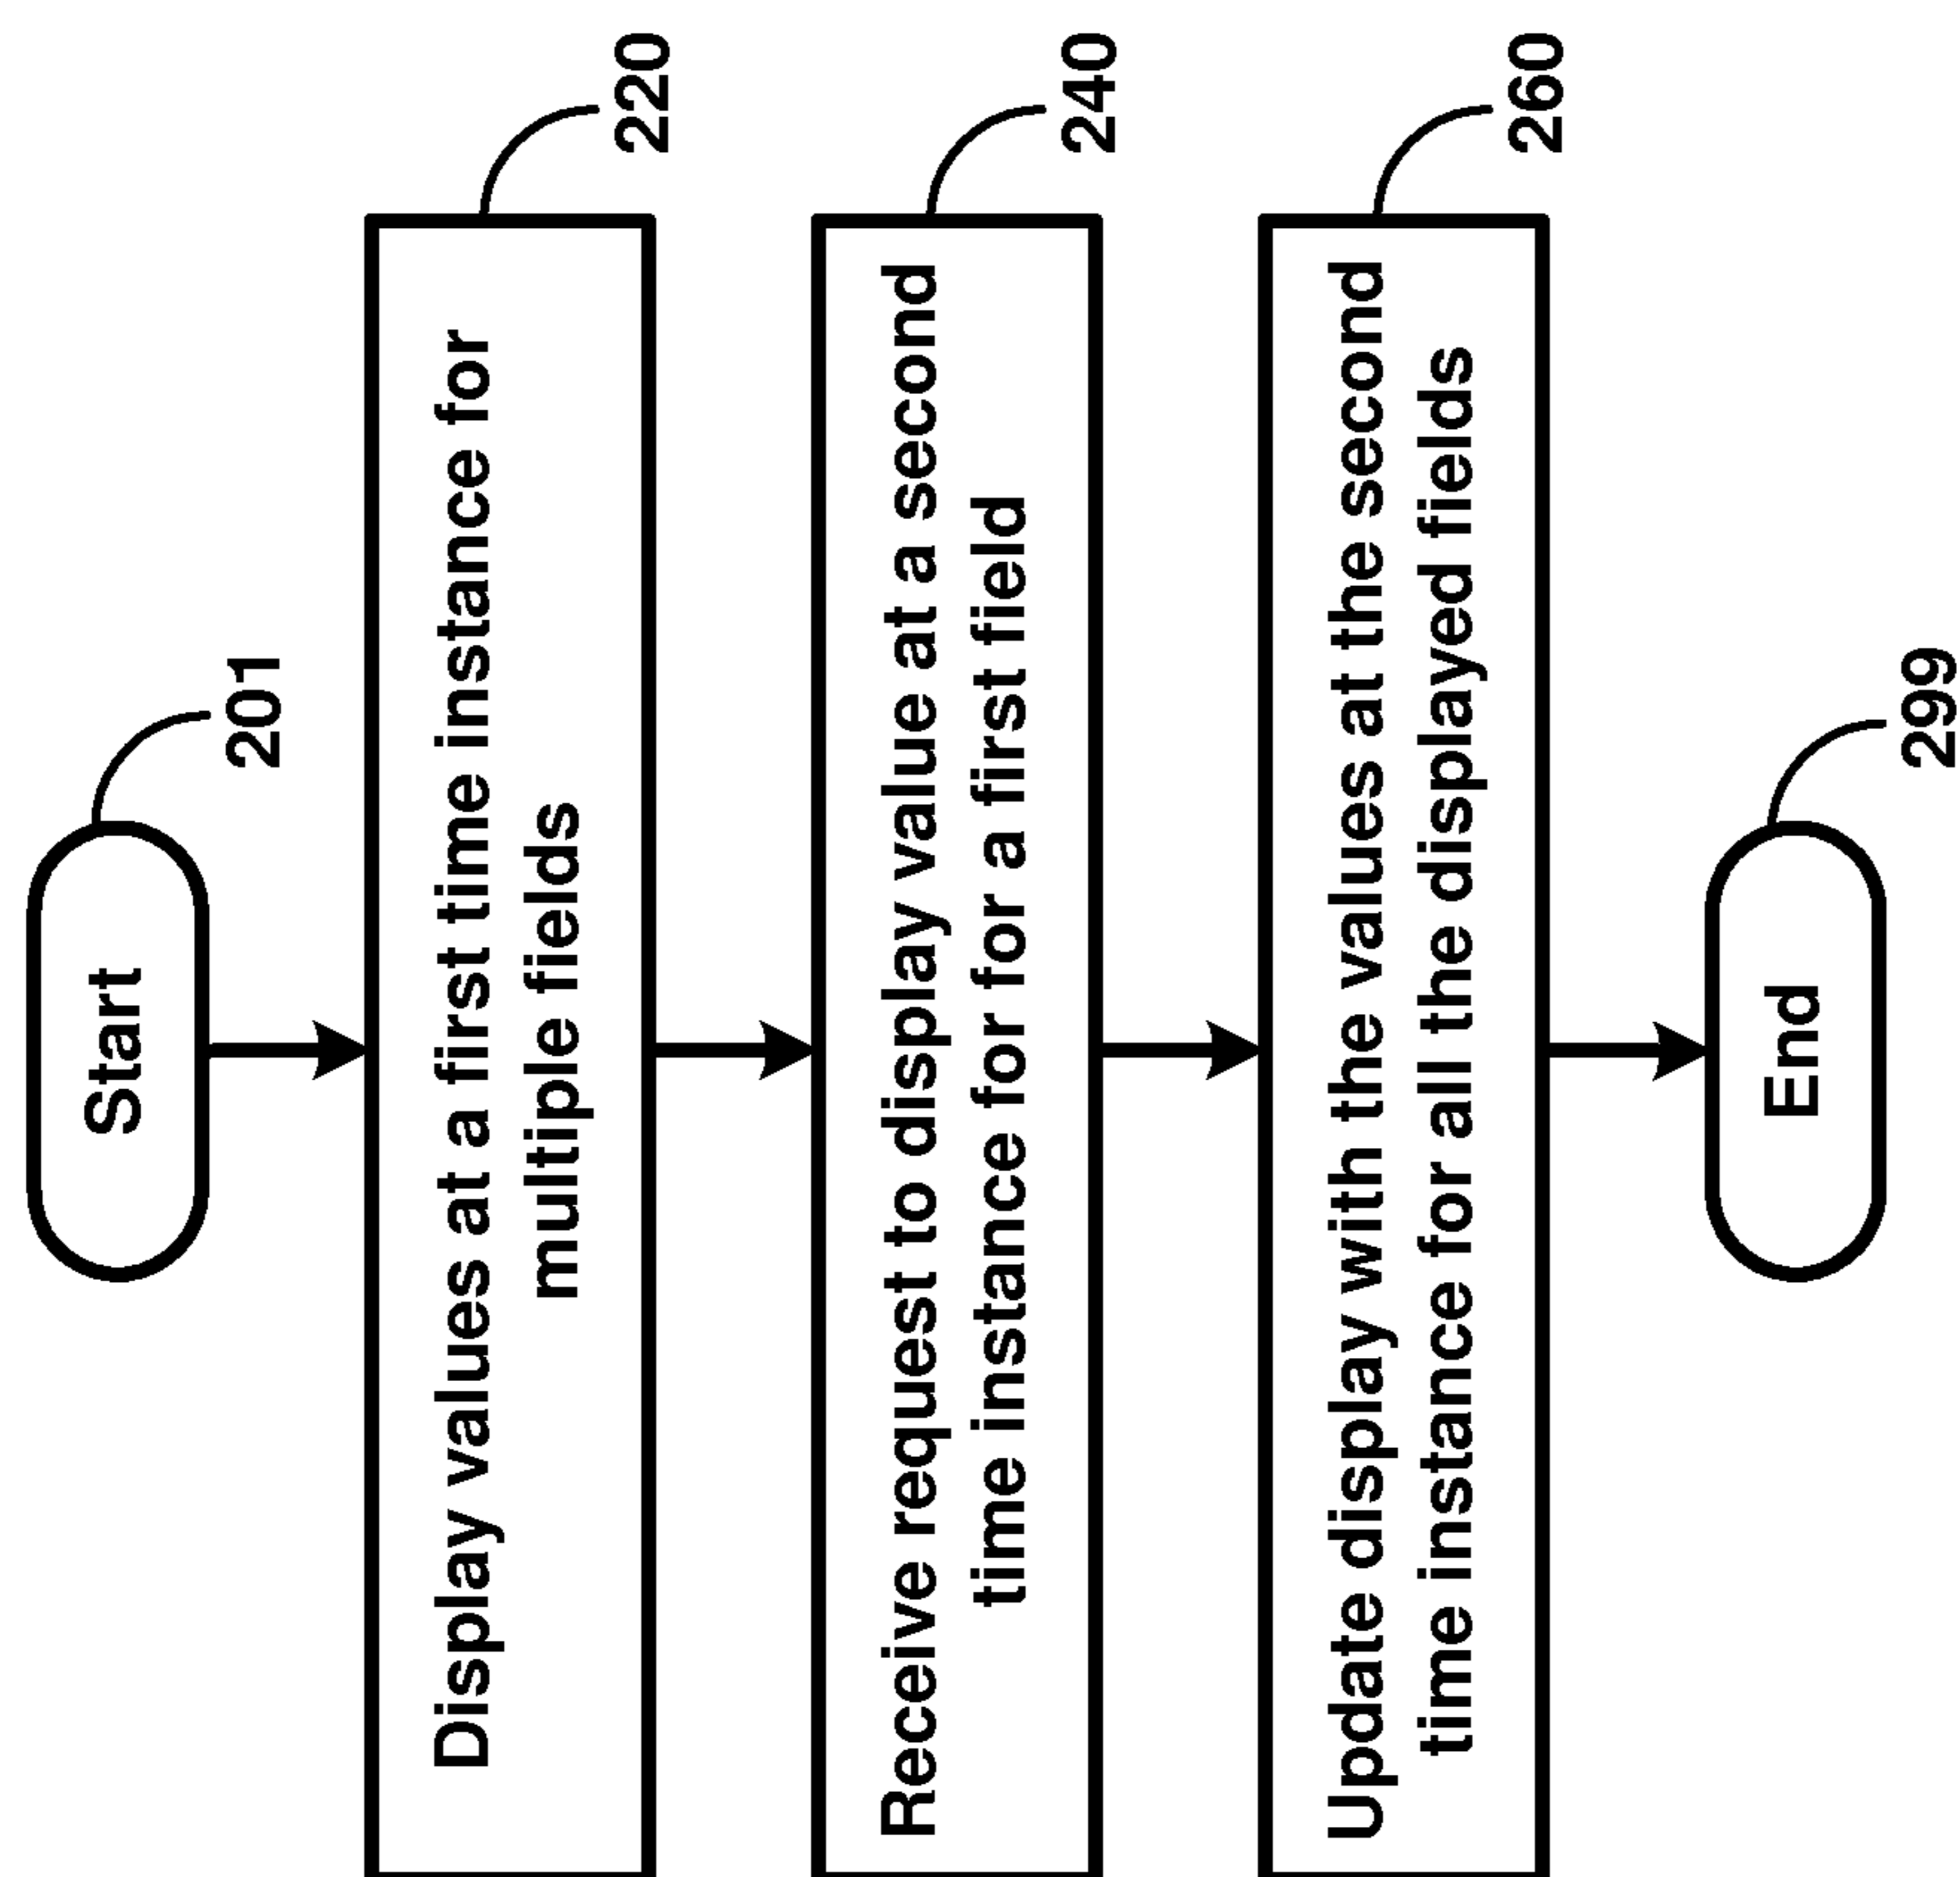 Start
201
Display values at a first time instance for
multiple fields
220
Receive request to display value at a second
time instance for for a first field
240
Update display with the values at the second
time instance for all the displayed fields
260
End
299